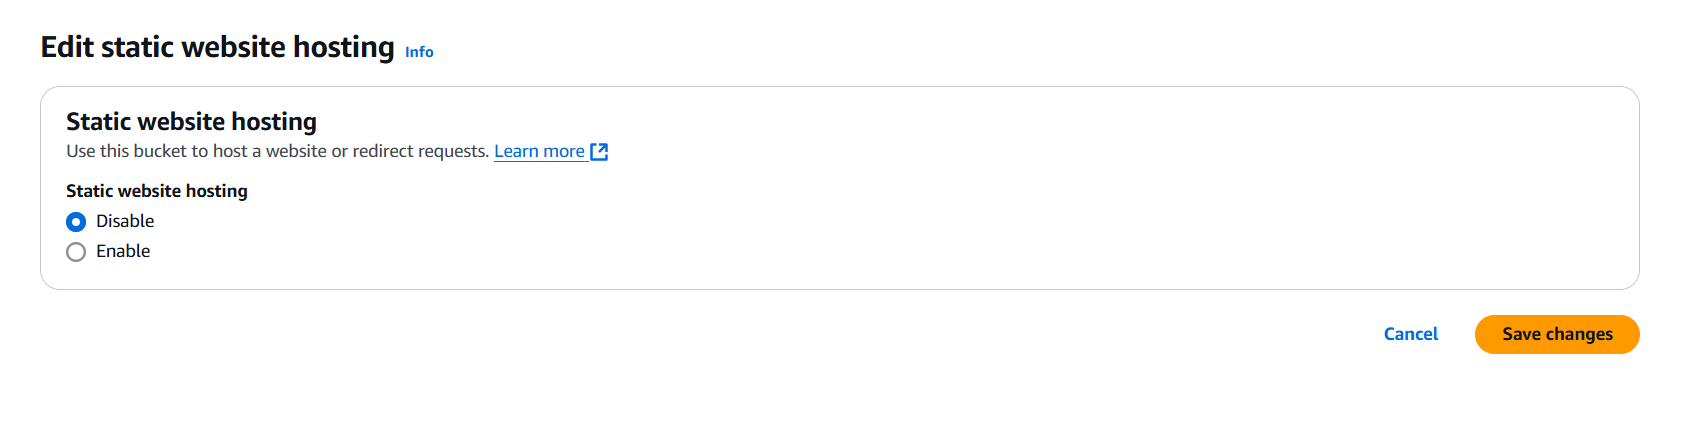 Edit static website hosting Info
Static website hosting
Use this bucket to host a website or redirect requests. Learn more
Static website hosting
Disable
Enable
Cancel Save changes